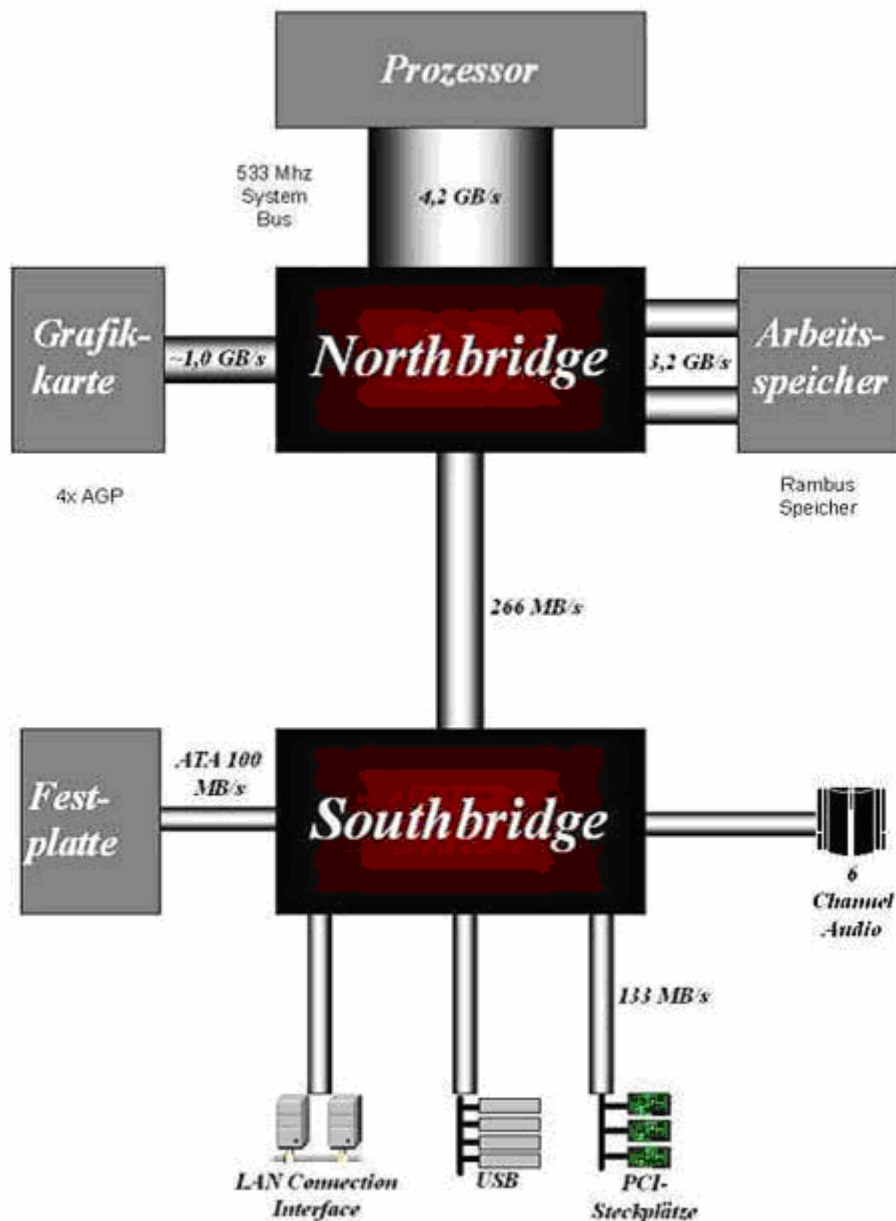 Prozessor
533 Mhz
System
Bus
4,2 GB/s
Grafik-
karte
~1,0 GB/s
Northbridge
3,2 GB/s
Arbeits-
speicher
4x AGP
Rambus
Speicher
266 MB/s
Fest-
platte
ATA 100
MB/s
Southbridge
6
Channel
Audio
133 MB/s
LAN Connection
Interface
USB
PCI-
Steckplätze